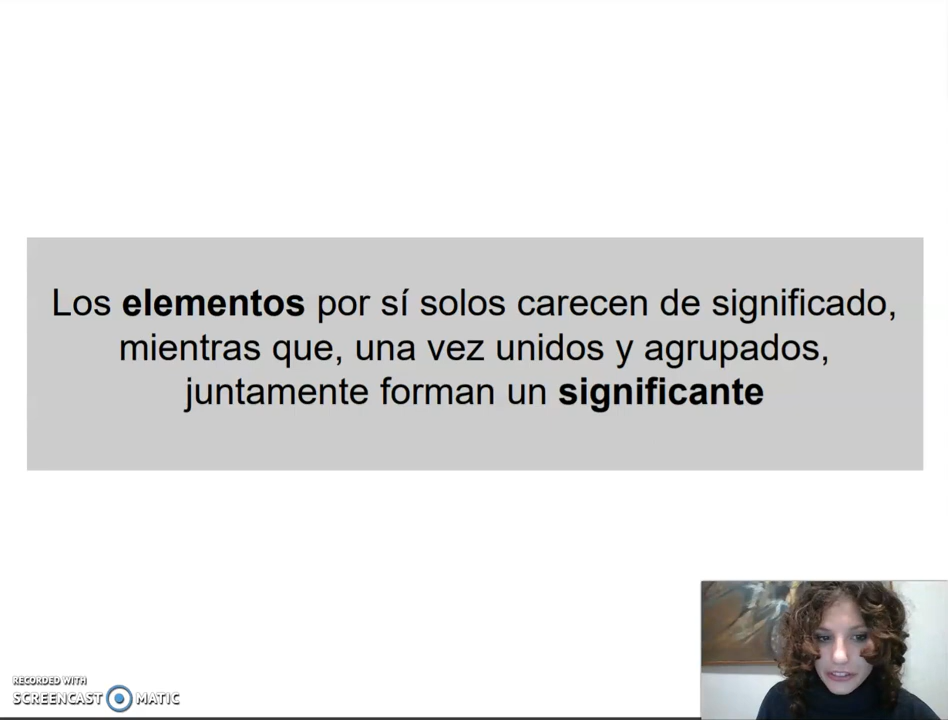 Los elementos por sí solos carecen de significado,
mientras que, una vez unidos y agrupados,
juntamente forman un significante
RECORDED WITH
SCREENCAST MATIC